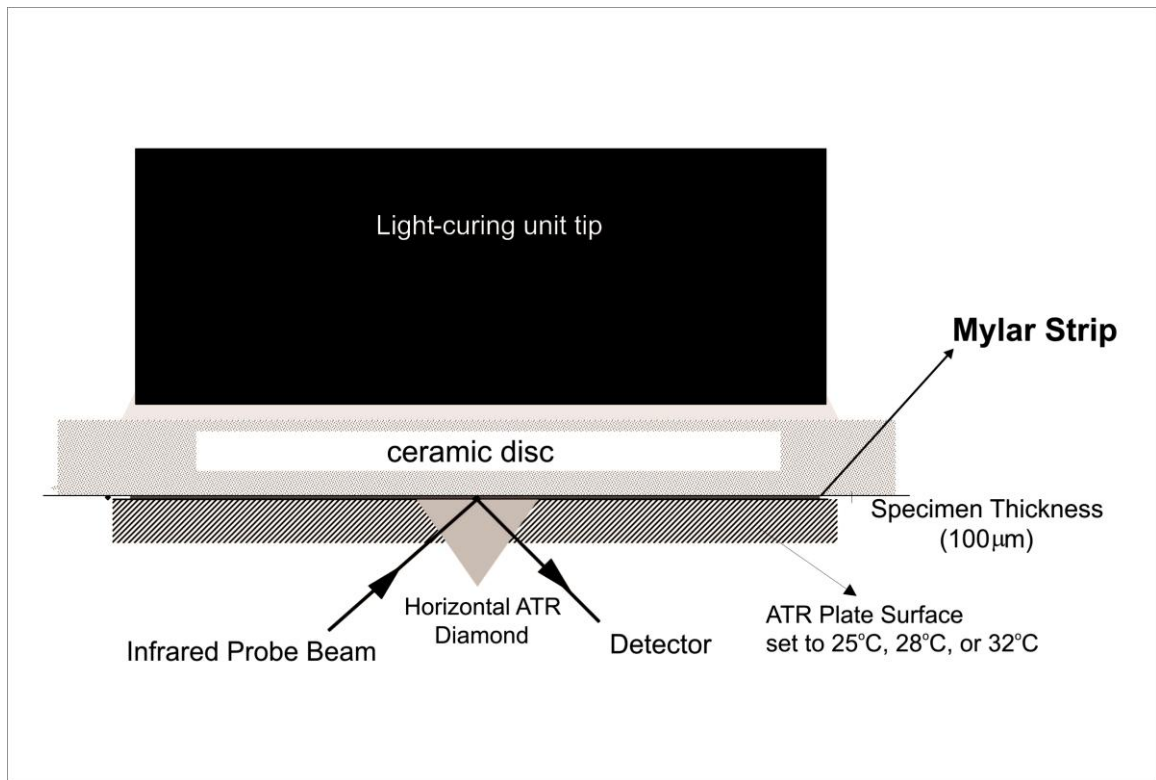 Light-curing unit tip
Mylar Strip
ceramic disc
Specimen Thickness
(100μm)
Horizontal ATR
Diamond
Infrared Probe Beam
Detector
ATR Plate Surface
set to 25°C, 28°C, or 32°C